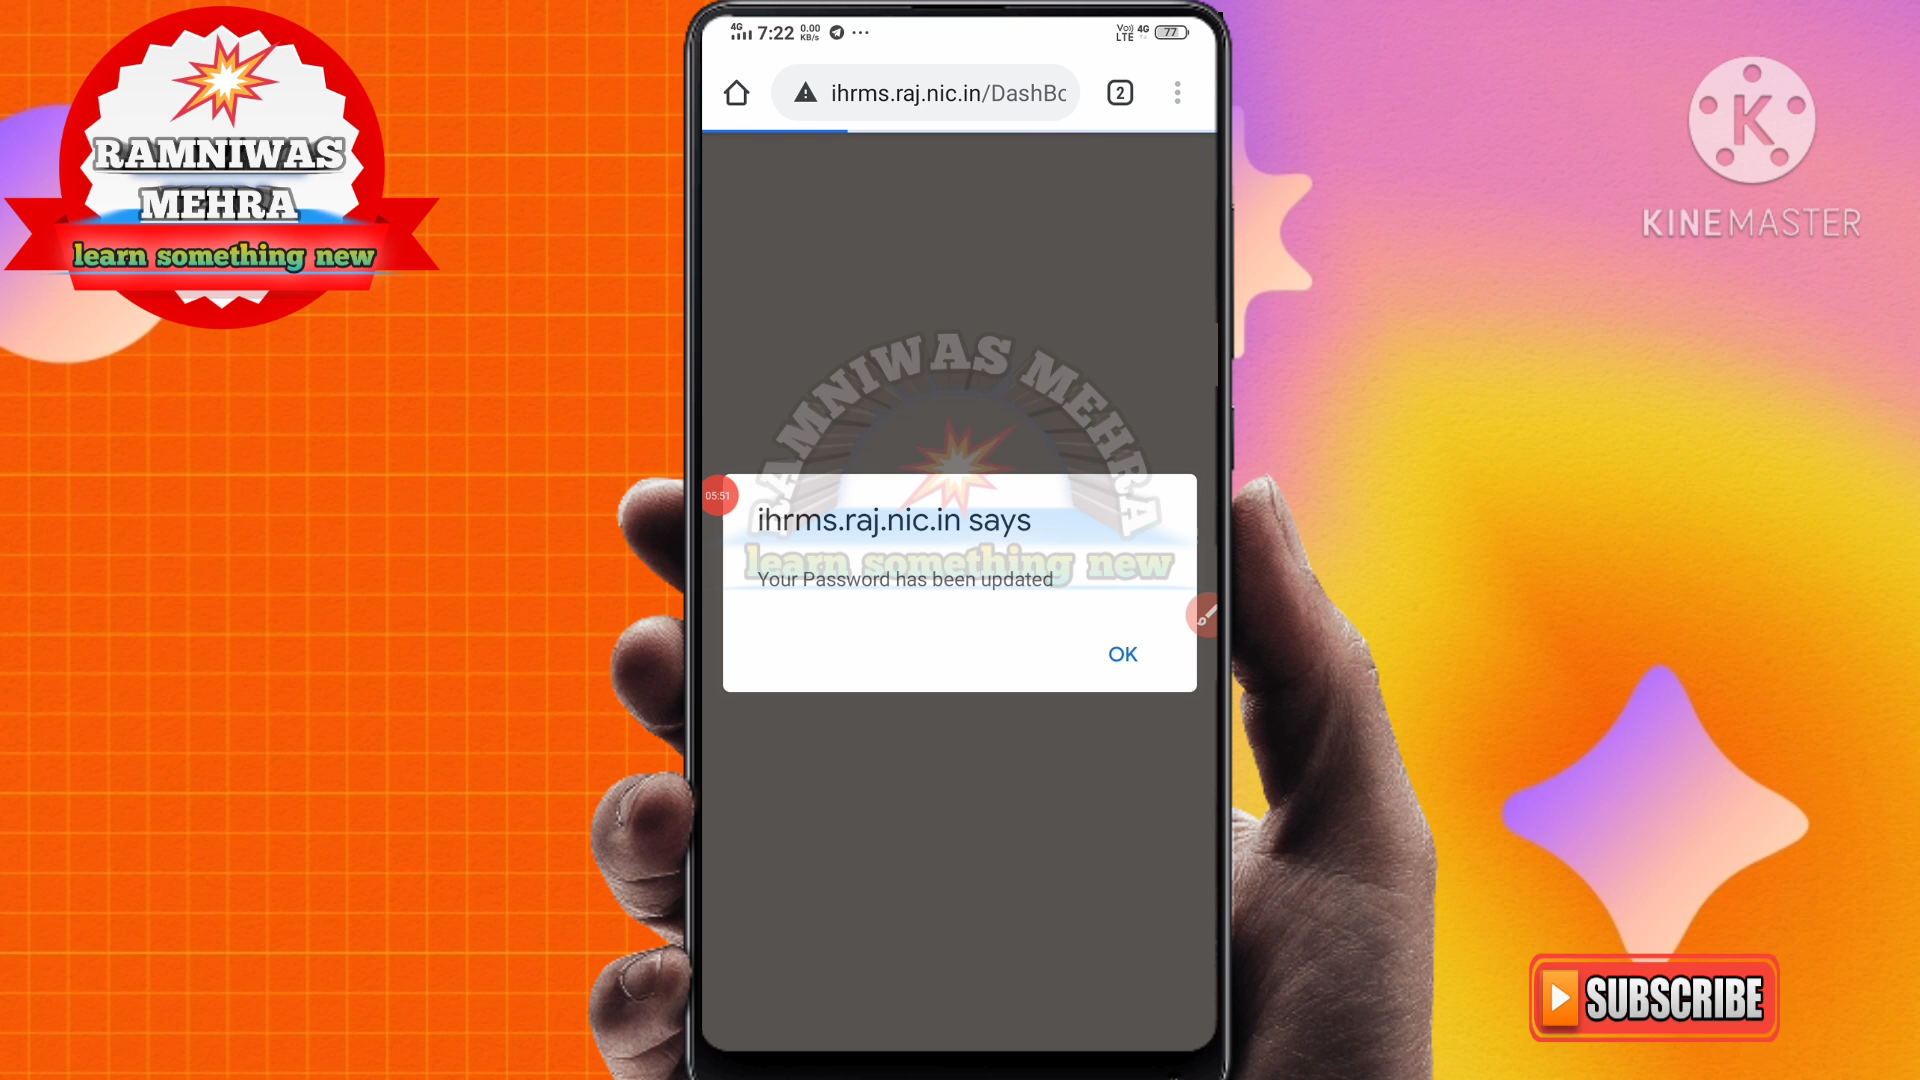 RAMNIWAS
MEHRA
learn something new
4G 7:22 0.00 KB/s ...
Vo) LTE 4G 77
ihrms.raj.nic.in/DashBo
2
RAMNIWAS MEHRA
05:51
ihrms.raj.nic.in says
learn something new
Your Password has been updated
OK
K
KINEMASTER
SUBSCRIBE